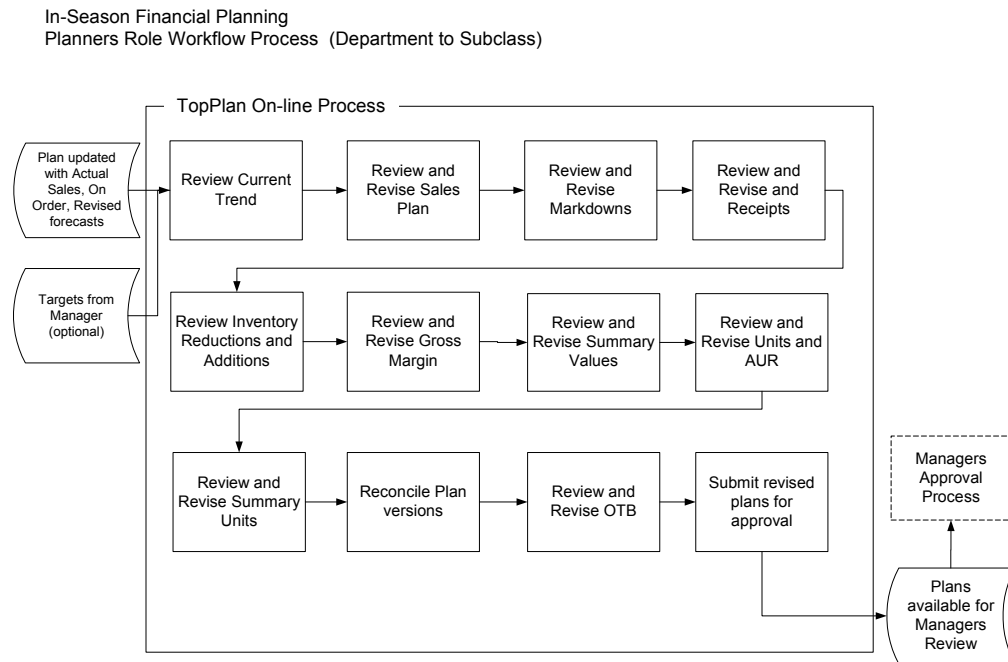 In-Season Financial Planning
Planners Role Workflow Process (Department to Subclass)
TopPlan On-line Process
Plan updated
with Actual
Sales, On
Order, Revised
forecasts
Review Current
Trend
Review and
Revise Sales
Plan
Review and
Revise
Markdowns
Review and
Revise and
Receipts
Targets from
Manager
(optional)
Review Inventory
Reductions and
Additions
Review and
Revise Gross
Margin
Review and
Revise Summary
Values
Review and
Revise Units and
AUR
Review and
Revise Summary
Units
Reconcile Plan
versions
Review and
Revise OTB
Submit revised
plans for
approval
Managers
Approval
Process
Plans
available for
Managers
Review